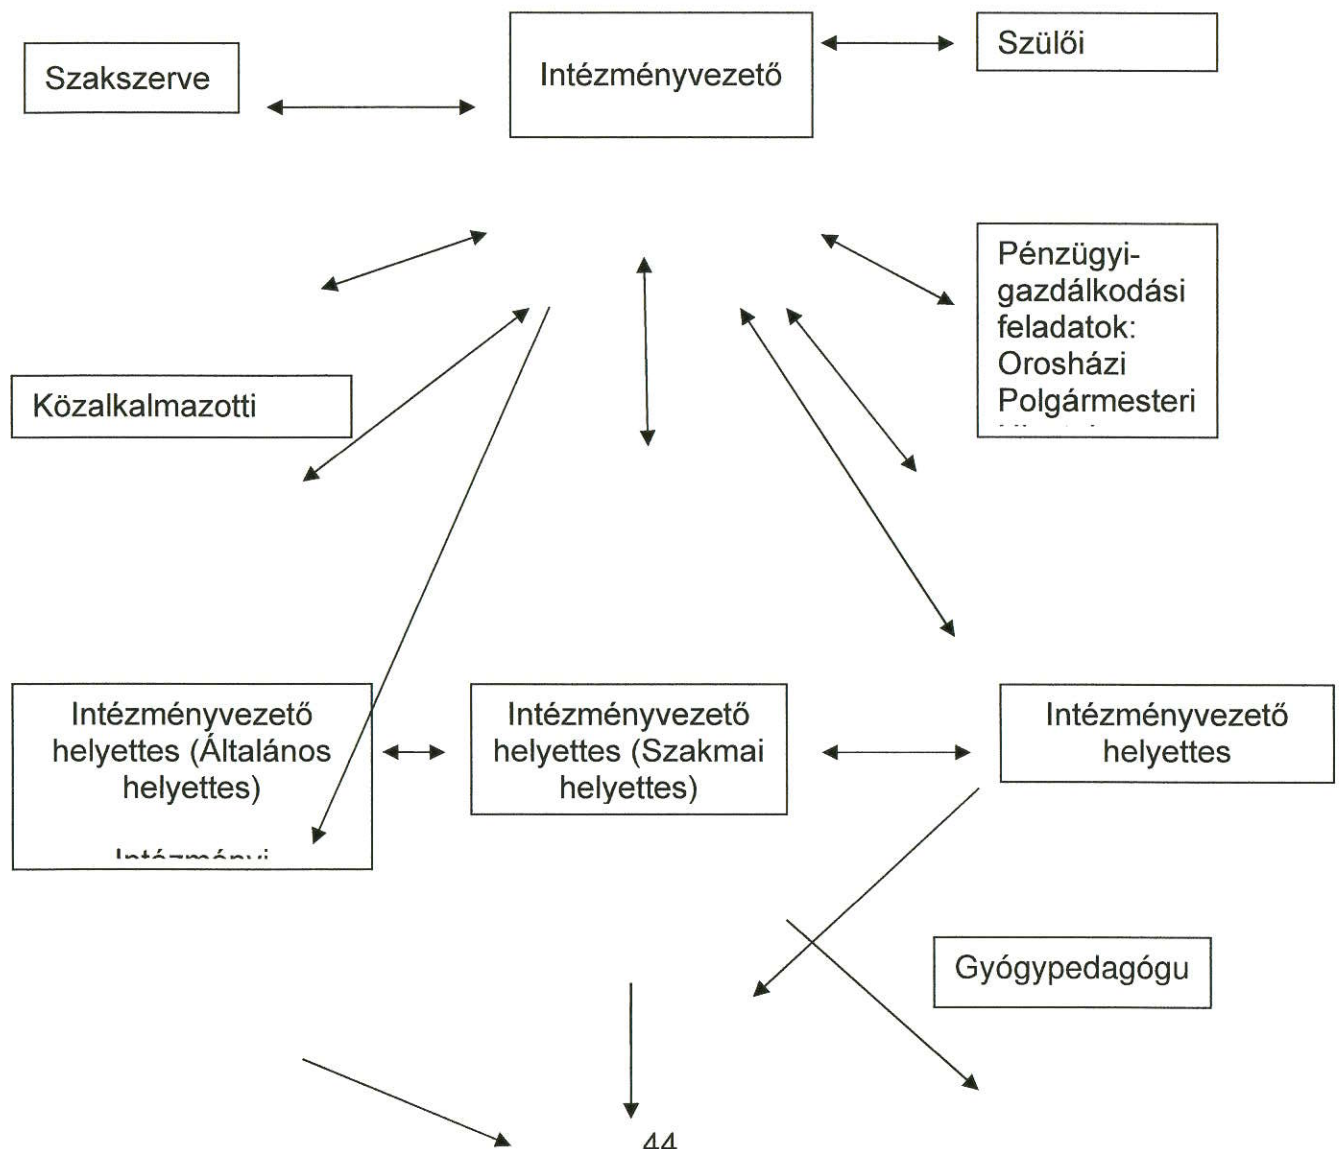 Szakszerve
Intézményvezető
Szülői
Pénzügyi-
gazdálkodási
feladatok:
Orosházi
Polgármesteri
Közalkalmazotti
Intézményvezető
helyettes (Általános
helyettes)
Intézményi
Intézményvezető
helyettes (Szakmai
helyettes)
Intézményvezető
helyettes
Gyógypedagógu
44